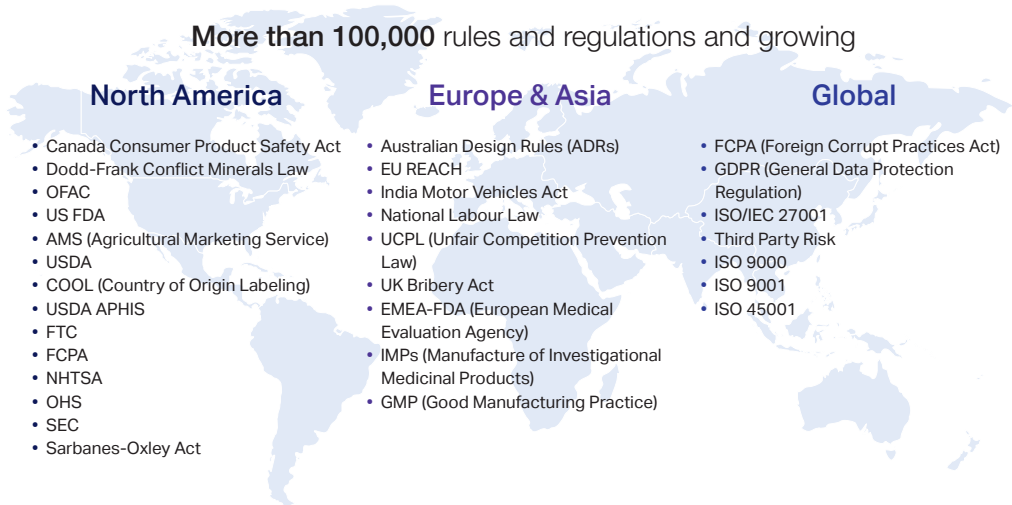 More than 100,000 rules and regulations and growing
North America
• Canada Consumer Product Safety Act
• Dodd-Frank Conflict Minerals Law
• OFAC
• US FDA
• AMS (Agricultural Marketing Service)
• USDA
• COOL (Country of Origin Labeling)
• USDA APHIS
• FTC
• FCPA
• NHTSA
• OHS
• SEC
• Sarbanes-Oxley Act
Europe & Asia
• Australian Design Rules (ADRs)
• EU REACH
• India Motor Vehicles Act
• National Labour Law
• UCPL (Unfair Competition Prevention
Law)
• UK Bribery Act
• EMEA-FDA (European Medical
Evaluation Agency)
• IMPs (Manufacture of Investigational
Medicinal Products)
• GMP (Good Manufacturing Practice)
Global
• FCPA (Foreign Corrupt Practices Act)
• GDPR (General Data Protection
Regulation)
• ISO/IEC 27001
• Third Party Risk
• ISO 9000
• ISO 9001
• ISO 45001